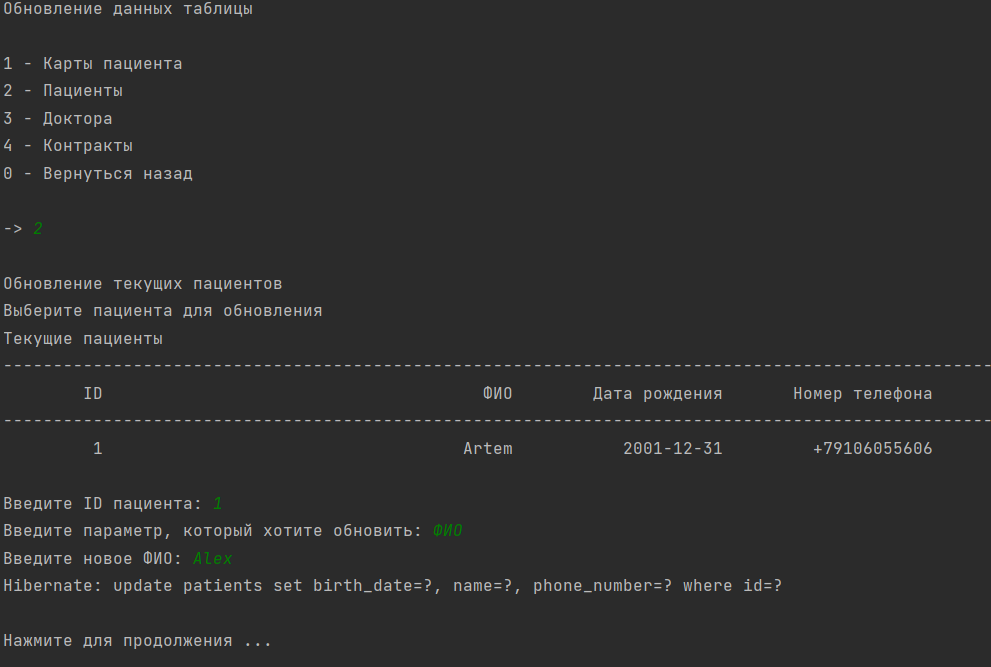 Обновление данных таблицы
1 - Карты пациента
2 - Пациенты
3 - Доктора
4 - Контракты
0 - Вернуться назад
-> 2
Обновление текущих пациентов
Выберите пациента для обновления
Текущие пациенты
---------------------------------------------------------------------------------------------------
ID ФИО Дата рождения Номер телефона
---------------------------------------------------------------------------------------------------
1 Artem 2001-12-31 +79106055606
Введите ID пациента: 1
Введите параметр, который хотите обновить: ФИО
Введите новое ФИО: Alex
Hibernate: update patients set birth_date=?, name=?, phone_number=? where id=?
Нажмите для продолжения ...